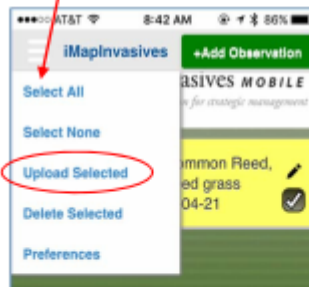 AT&T 8:42 AM 86%
iMapInvasives +Add Observation
asives MOBILE
Select All
n for strategic management
Select None
ommon Reed,
Upload Selected
ed grass
04-21
Delete Selected
Preferences